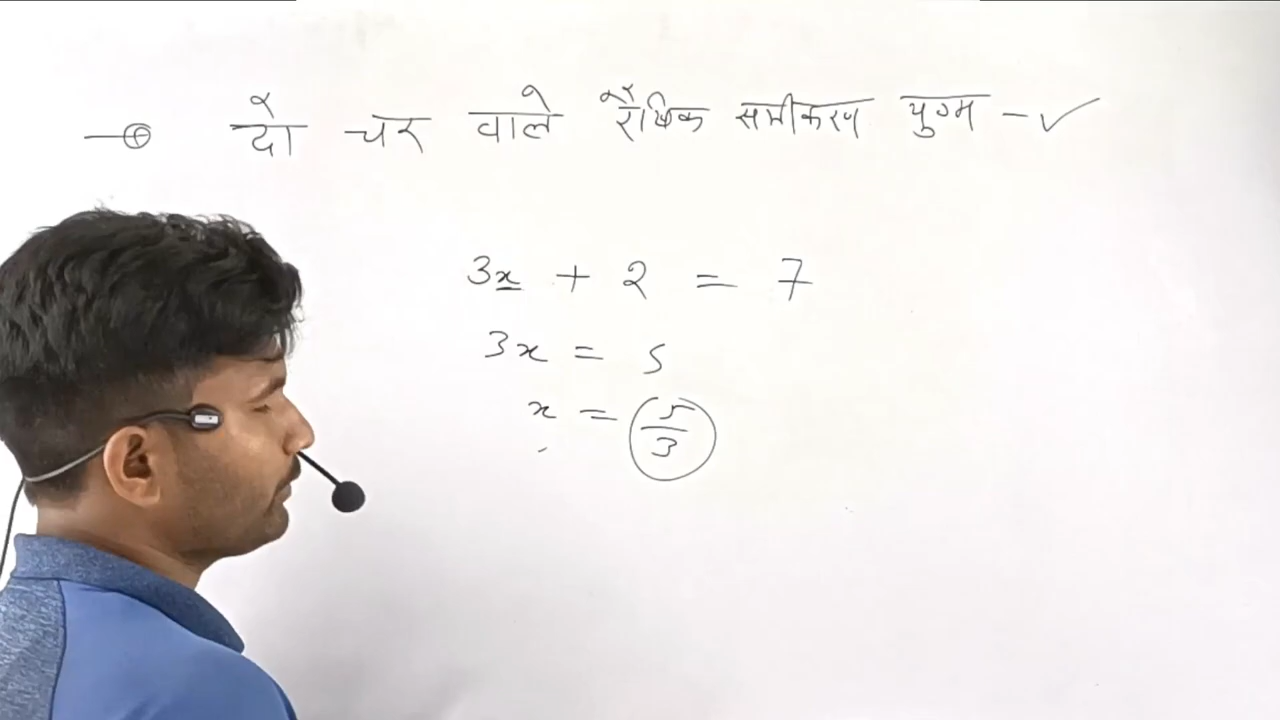 दो चर वाले रैखिक समीकरण युग्म - ✓
3x + 2 = 7
3x = 5
x = 5/3